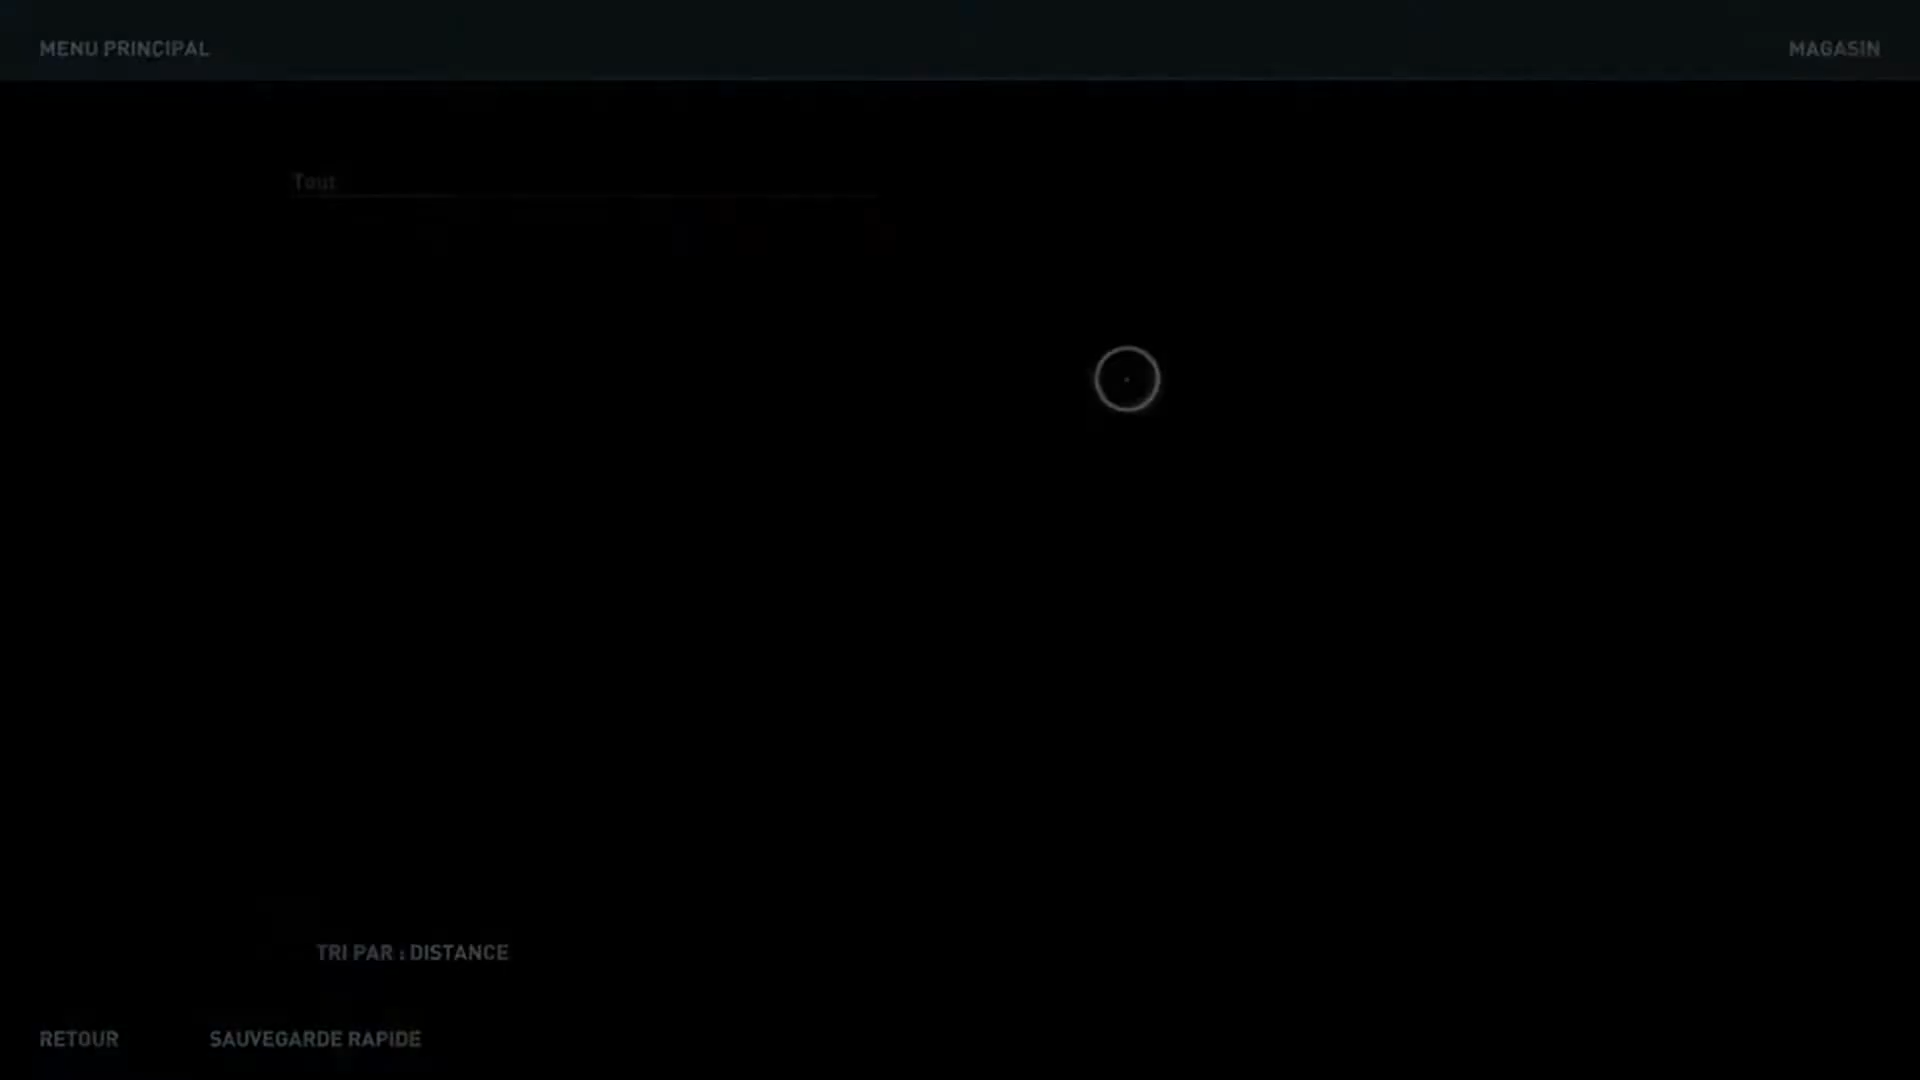 MENU PRINCIPAL
MAGASIN
Tout
TRI PAR : DISTANCE
RETOUR
SAUVEGARDE RAPIDE